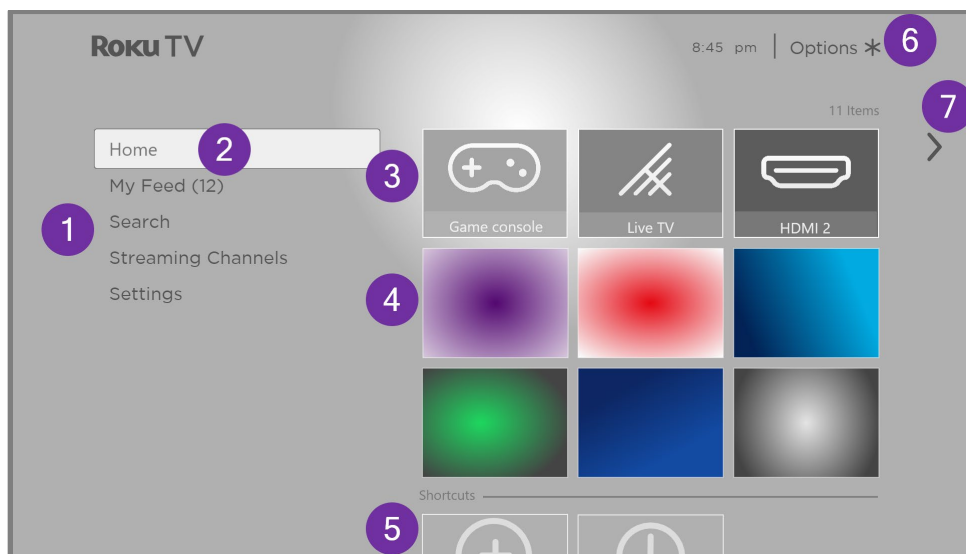 Roku TV
8:45 pm | Options * 6
7
11 Items
Home 2
3
My Feed (12)
1
Search
Game console Live TV HDMI 2
Streaming Channels
Settings
4
Shortcuts
5